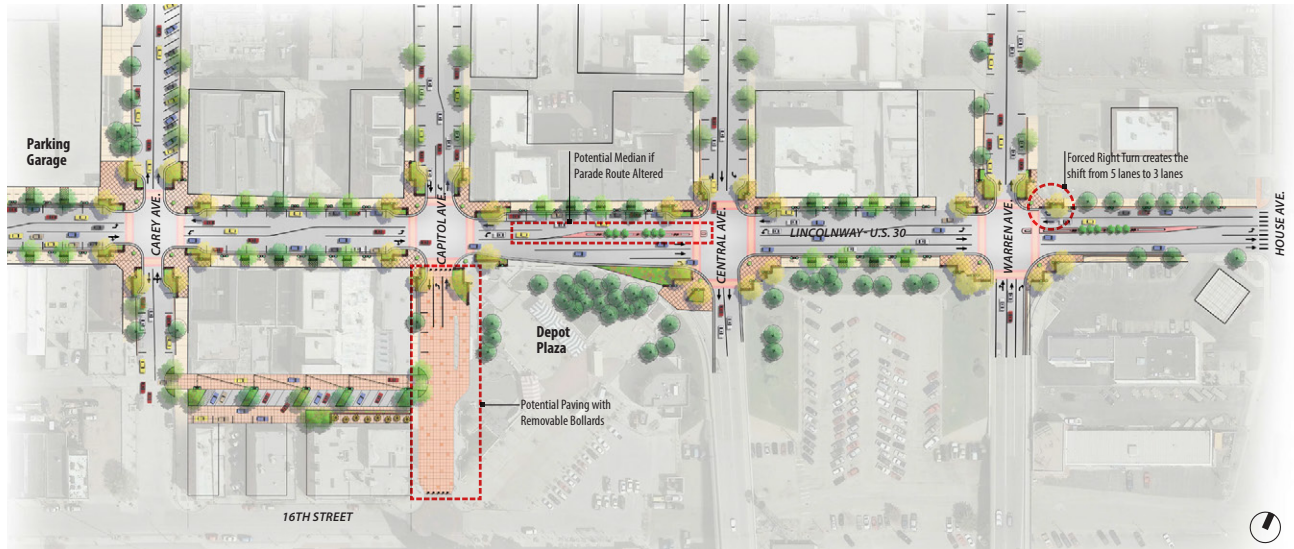 Parking
Garage
CAREY AVE.
CAPITOL AVE.
Potential Median if
Parade Route Altered
CENTRAL AVE.
LINCOLNWAY- U.S. 30
WARREN AVE.
Forced Right Turn creates the
shift from 5 lanes to 3 lanes
HOUSE AVE.
Depot
Plaza
Potential Paving with
Removable Bollards
16TH STREET